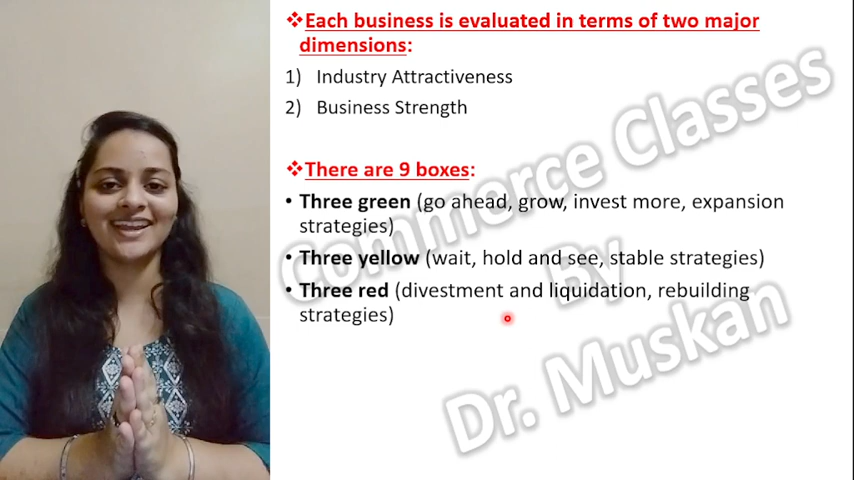 ❖Each business is evaluated in terms of two major
dimensions:
1) Industry Attractiveness
2) Business Strength
❖There are 9 boxes:
• Three green (go ahead, grow, invest more, expansion
strategies)
• Three yellow (wait, hold and see, stable strategies)
• Three red (divestment and liquidation, rebuilding
strategies)
Commerce Classes
By
Dr. Muskan